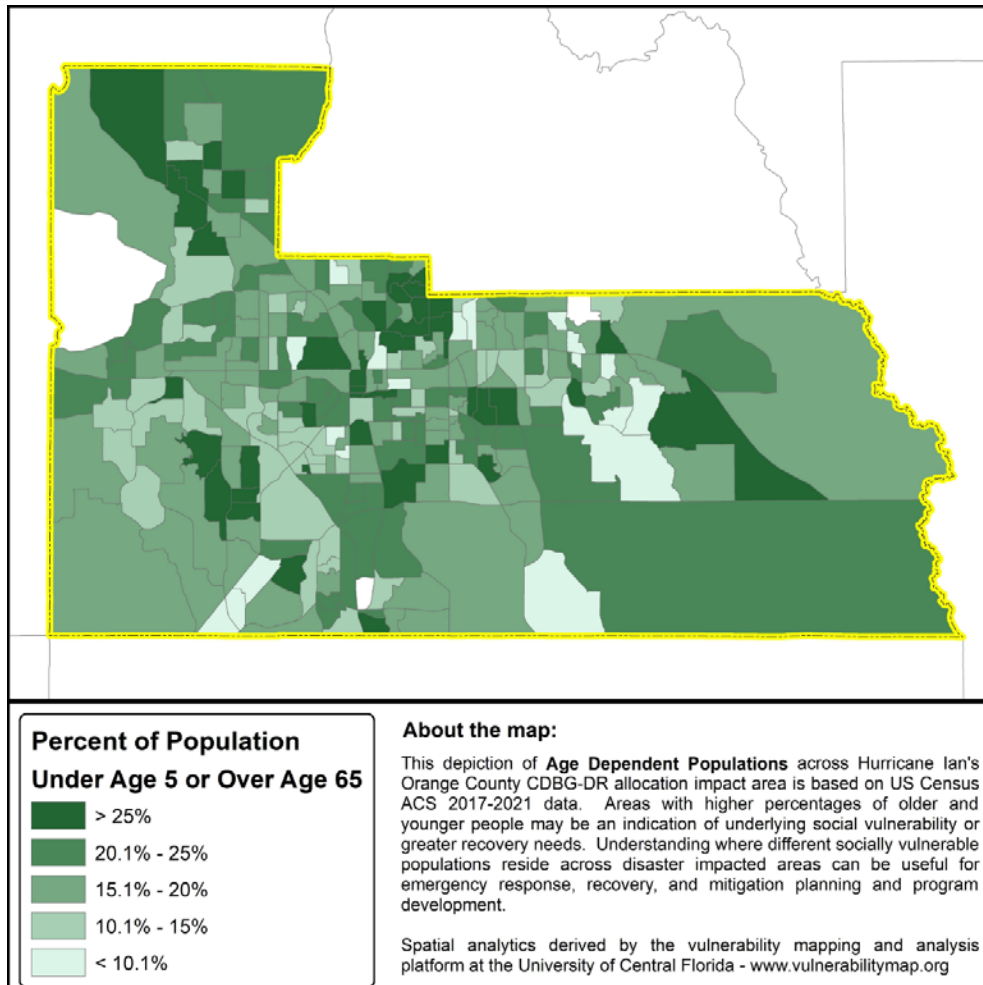 Percent of Population
Under Age 5 or Over Age 65
> 25%
20.1% - 25%
15.1% - 20%
10.1% - 15%
< 10.1%
About the map:
This depiction of Age Dependent Populations across Hurricane Ian's
Orange County CDBG-DR allocation impact area is based on US Census
ACS 2017-2021 data. Areas with higher percentages of older and
younger people may be an indication of underlying social vulnerability or
greater recovery needs. Understanding where different socially vulnerable
populations reside across disaster impacted areas can be useful for
emergency response, recovery, and mitigation planning and program
development.
Spatial analytics derived by the vulnerability mapping and analysis
platform at the University of Central Florida - www.vulnerabilitymap.org